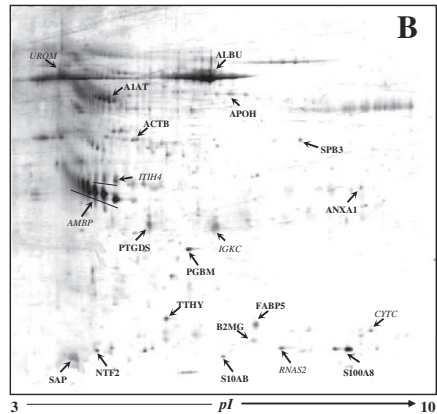 B
UROM
ALBU
A1AT
APOH
ACTB
SPB3
ITIH4
AMBP
ANXA1
PTGDS
IGKC
PGBM
TTHY
FABP5
B2MG
CYTC
SAP
NTF2
S10AB
RNAS2
S100A8
3
pI
10